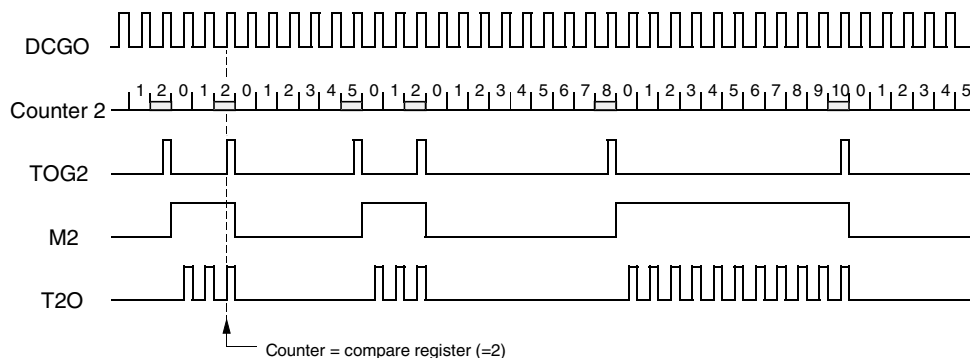 DCGO
Counter 2
1 2 0 1 2 0 1 2 3 4 5 0 1 2 0 1 2 3 4 5 6 7 8 0 1 2 3 4 5 6 7 8 9 10 0 1 2 3 4 5
TOG2
M2
T2O
Counter = compare register (=2)